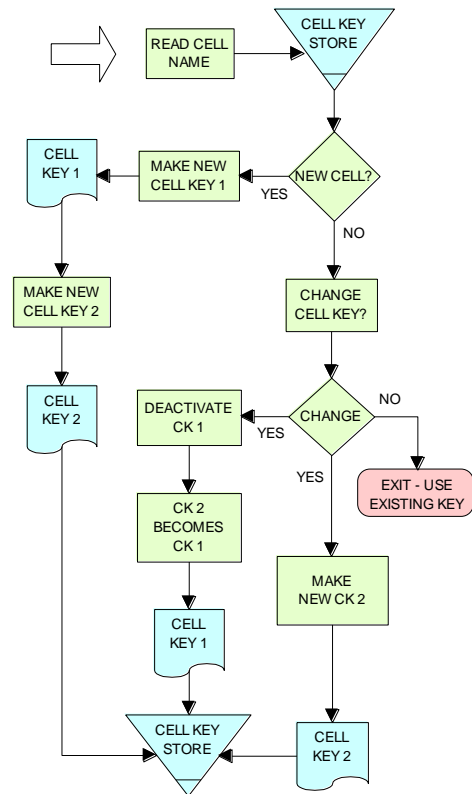 READ CELL
NAME
CELL KEY
STORE
CELL
KEY 1
MAKE NEW
CELL KEY 1
YES
NEW CELL?
NO
MAKE NEW
CELL KEY 2
CHANGE
CELL KEY?
CELL
KEY 2
DEACTIVATE
CK 1
YES
CHANGE
NO
YES
EXIT - USE
EXISTING KEY
CK 2
BECOMES
CK 1
MAKE
NEW CK 2
CELL
KEY 1
CELL KEY
STORE
CELL
KEY 2